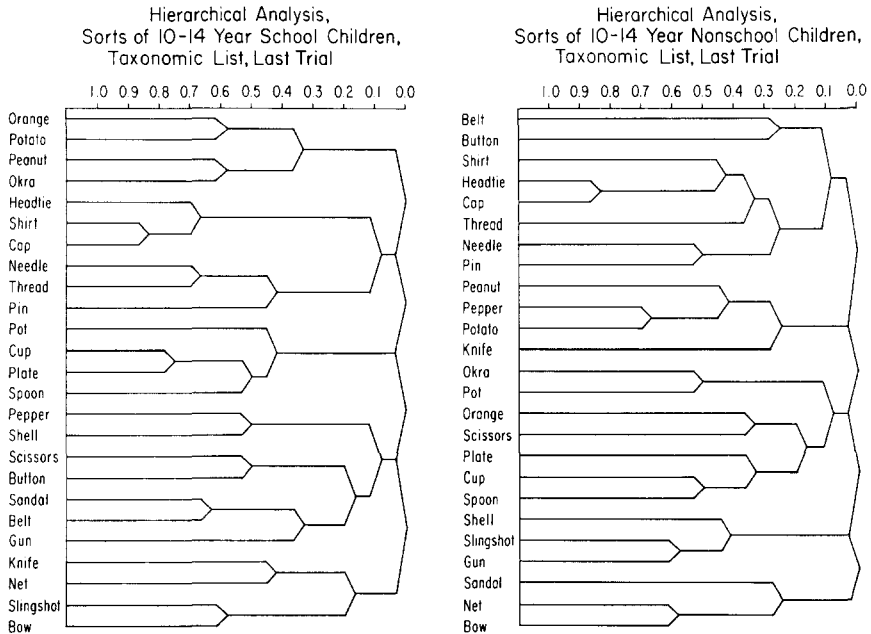 Hierarchical Analysis,
Sorts of 10-14 Year School Children,
Taxonomic List, Last Trial
1.0 0.9 0.8 0.7 0.6 0.5 0.4 0.3 0.2 0.1 0.0
Orange
Potato
Peanut
Okra
Headtie
Shirt
Cap
Needle
Thread
Pin
Pot
Cup
Plate
Spoon
Pepper
Shell
Scissors
Button
Sandal
Belt
Gun
Knife
Net
Slingshot
Bow
Hierarchical Analysis,
Sorts of 10-14 Year Nonschool Children,
Taxonomic List, Last Trial
1.0 0.9 0.8 0.7 0.6 0.5 0.4 0.3 0.2 0.1 0.0
Belt
Button
Shirt
Headtie
Cap
Thread
Needle
Pin
Peanut
Pepper
Potato
Knife
Okra
Pot
Orange
Scissors
Plate
Cup
Spoon
Shell
Slingshot
Gun
Sandal
Net
Bow